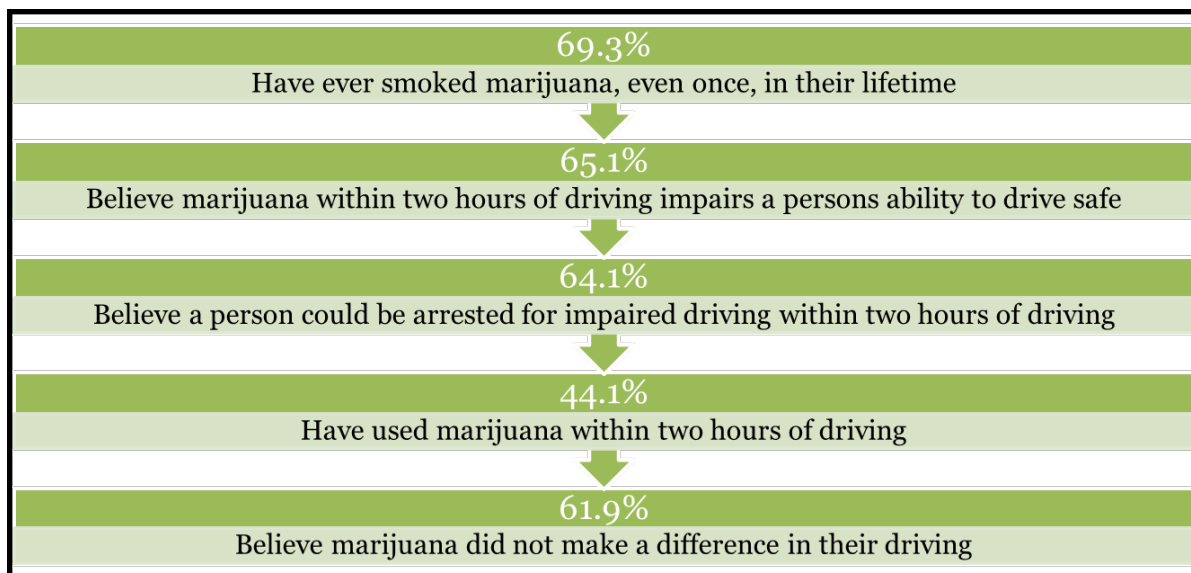 69.3%
Have ever smoked marijuana, even once, in their lifetime
65.1%
Believe marijuana within two hours of driving impairs a persons ability to drive safe
64.1%
Believe a person could be arrested for impaired driving within two hours of driving
44.1%
Have used marijuana within two hours of driving
61.9%
Believe marijuana did not make a difference in their driving